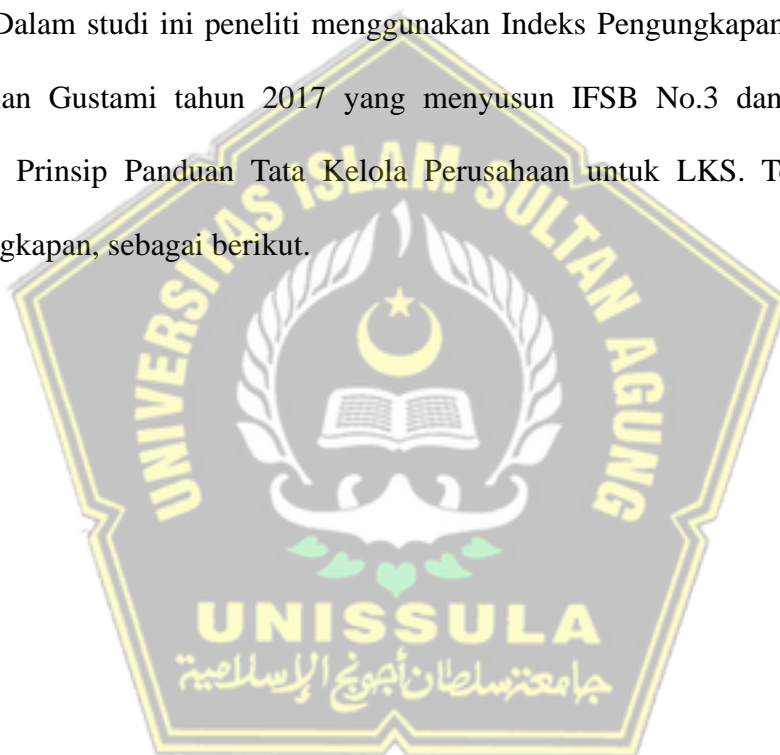 Dalam studi ini peneliti menggunakan Indeks Pengungkapan
an Gustami tahun 2017 yang menyusun IFSB No.3 dan
Prinsip Panduan Tata Kelola Perusahaan untuk LKS. T
gkapan, sebagai berikut.
UNIVERSITAS ISLAM SULTAN AGUNG
UNISSULA
جامعة سلطان أجونج الإسلامية